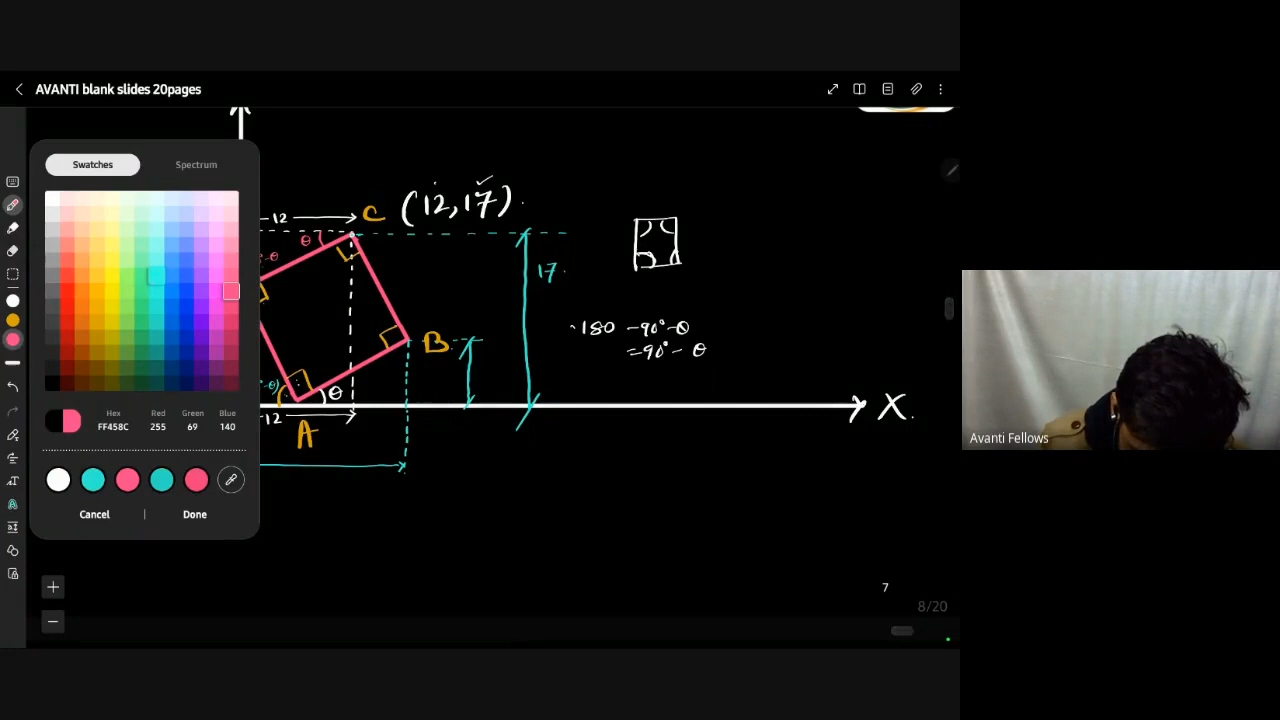 AVANTI blank slides 20pages
Swatches
Spectrum
Hex
Red
Green
Blue
FF458C
255
69
140
Cancel
Done
-12
C (12,17)
θ
-θ
17
B
·180 -90°-θ
=90°- θ
θ)
θ
-12
A
X
7
8/20
Avanti Fellows